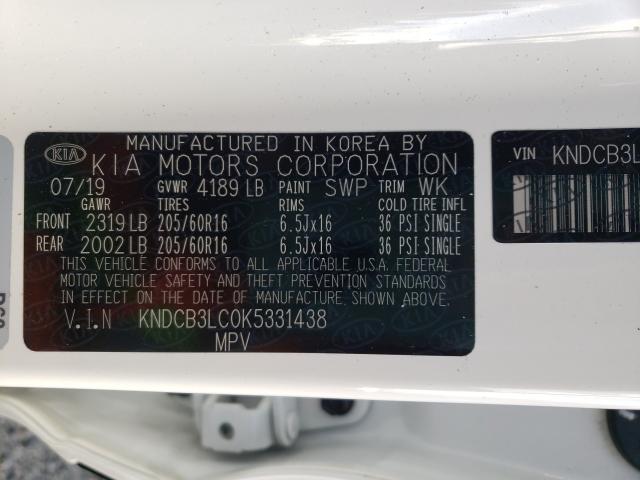 MANUFACTURED IN KOREA BY
KIA KIA MOTORS CORPORATION
07/19 GVWR 4189 LB PAINT SWP TRIM WK
GAWR TIRES RIMS COLD TIRE INFL
FRONT 2319 LB 205/60R16 6.5Jx16 36 PSI SINGLE
REAR 2002 LB 205/60R16 6.5Jx16 36 PSI SINGLE
THIS VEHICLE CONFORMS TO ALL APPLICABLE U.S.A. FEDERAL
MOTOR VEHICLE SAFETY AND THEFT PREVENTION STANDARDS
IN EFFECT ON THE DATE OF MANUFACTURE SHOWN ABOVE.
V.I.N KNDCB3LC0K5331438
MPV
VIN KNDCB3L